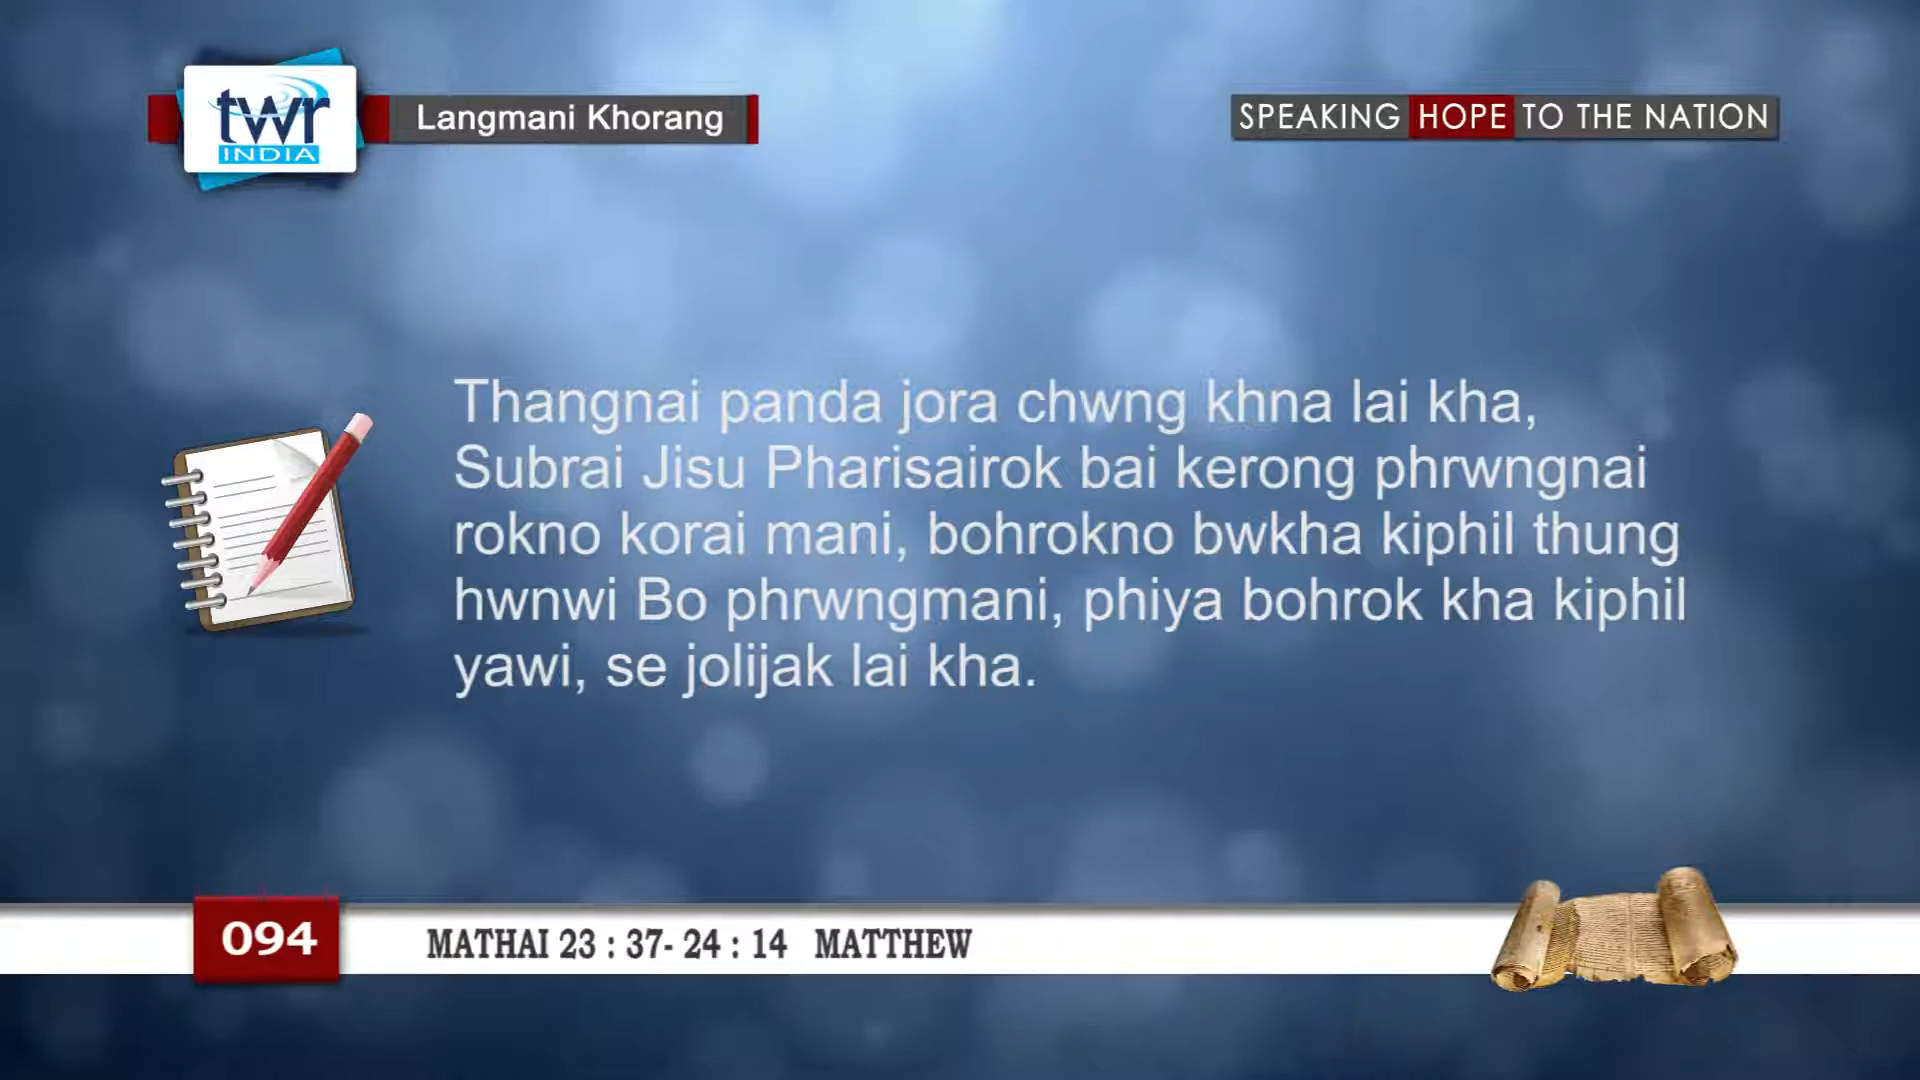 twr
INDIA
Langmani Khorang
SPEAKING HOPE TO THE NATION
Thangnai panda jora chwng khna lai kha,
Subrai Jisu Pharisairok bai kerong phrwngnai
rokno korai mani, bohrokno bwkha kiphil thung
hwnwi Bo phrwngmani, phiya bohrok kha kiphil
yawi, se jolijak lai kha.
094
MATHAI 23 : 37- 24 : 14 MATTHEW